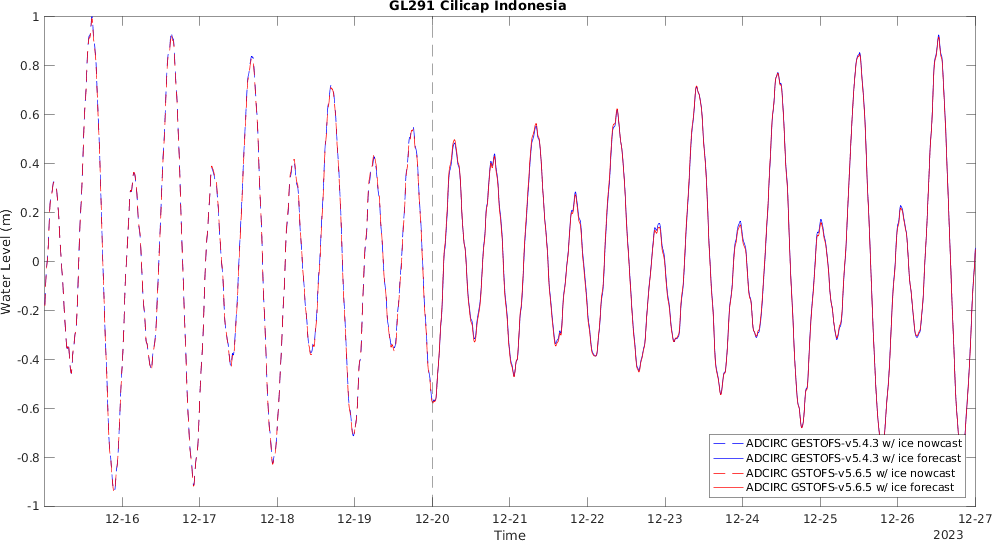 GL291 Cilicap Indonesia
1
0.8
0.6
0.4
0.2
0
-0.2
-0.4
-0.6
-0.8
-1
Water Level (m)
ADCIRC GESTOFS-v5.4.3 w/ ice nowcast
ADCIRC GESTOFS-v5.4.3 w/ ice forecast
ADCIRC GSTOFS-v5.6.5 w/ ice nowcast
ADCIRC GSTOFS-v5.6.5 w/ ice forecast
12-16 12-17 12-18 12-19 12-20 12-21 12-22 12-23 12-24 12-25 12-26 12-27
Time
2023